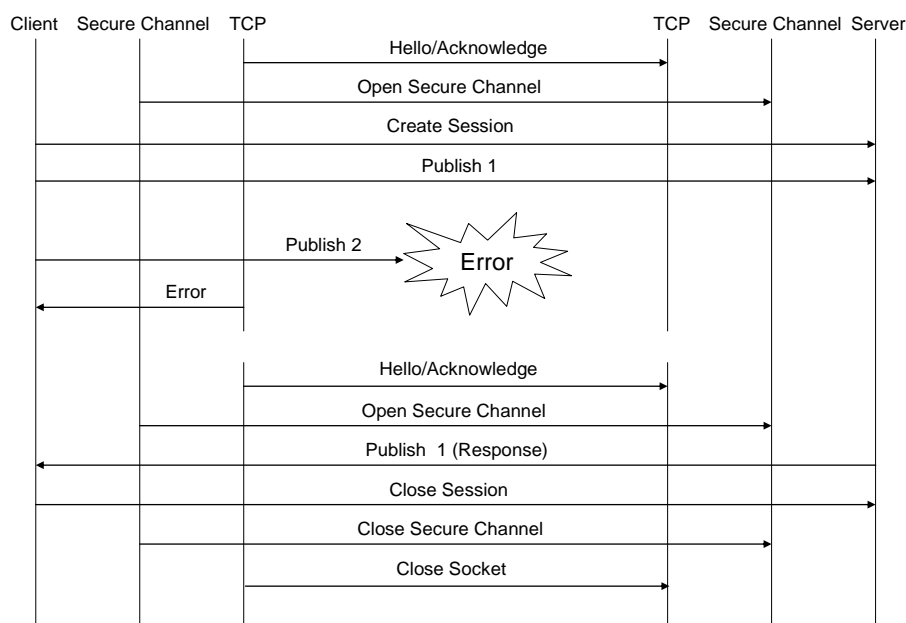 Client Secure Channel TCP TCP Secure Channel Server
Hello/Acknowledge
Open Secure Channel
Create Session
Publish 1
Publish 2
Error
Error
Hello/Acknowledge
Open Secure Channel
Publish 1 (Response)
Close Session
Close Secure Channel
Close Socket